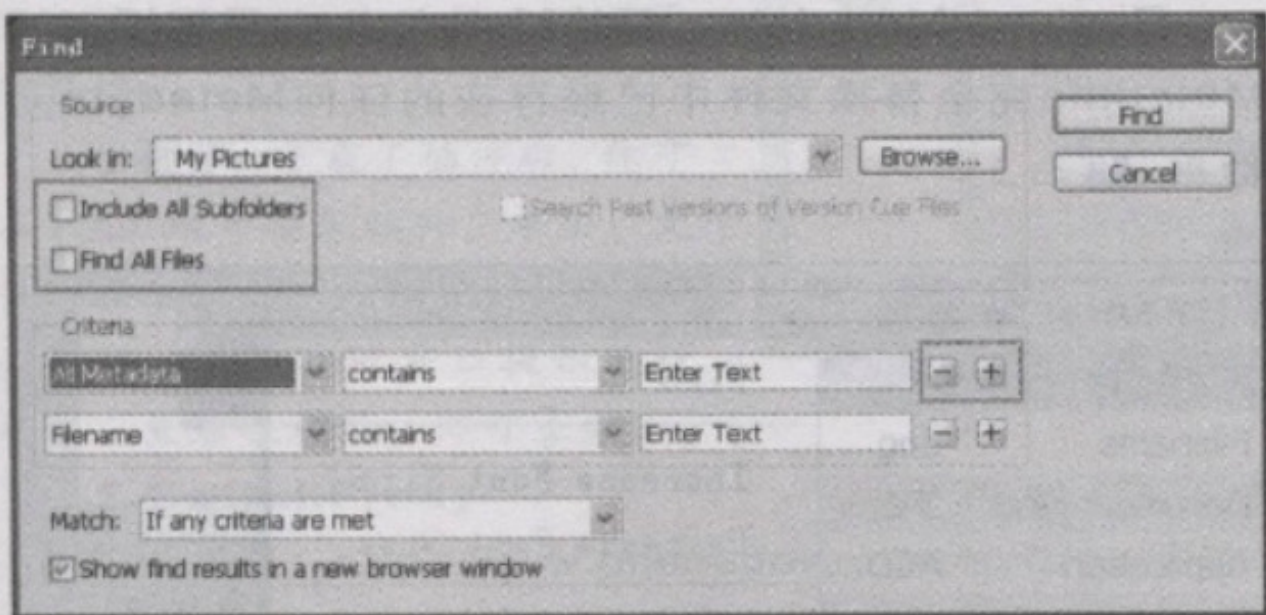 Find
Source
Look in: My Pictures Browse... Find
Cancel
Include All Subfolders Search Past Versions of Version Cue Files
Find All Files
Criteria
All Metadata contains Enter Text
Filename contains Enter Text
Match: If any criteria are met
Show find results in a new browser window